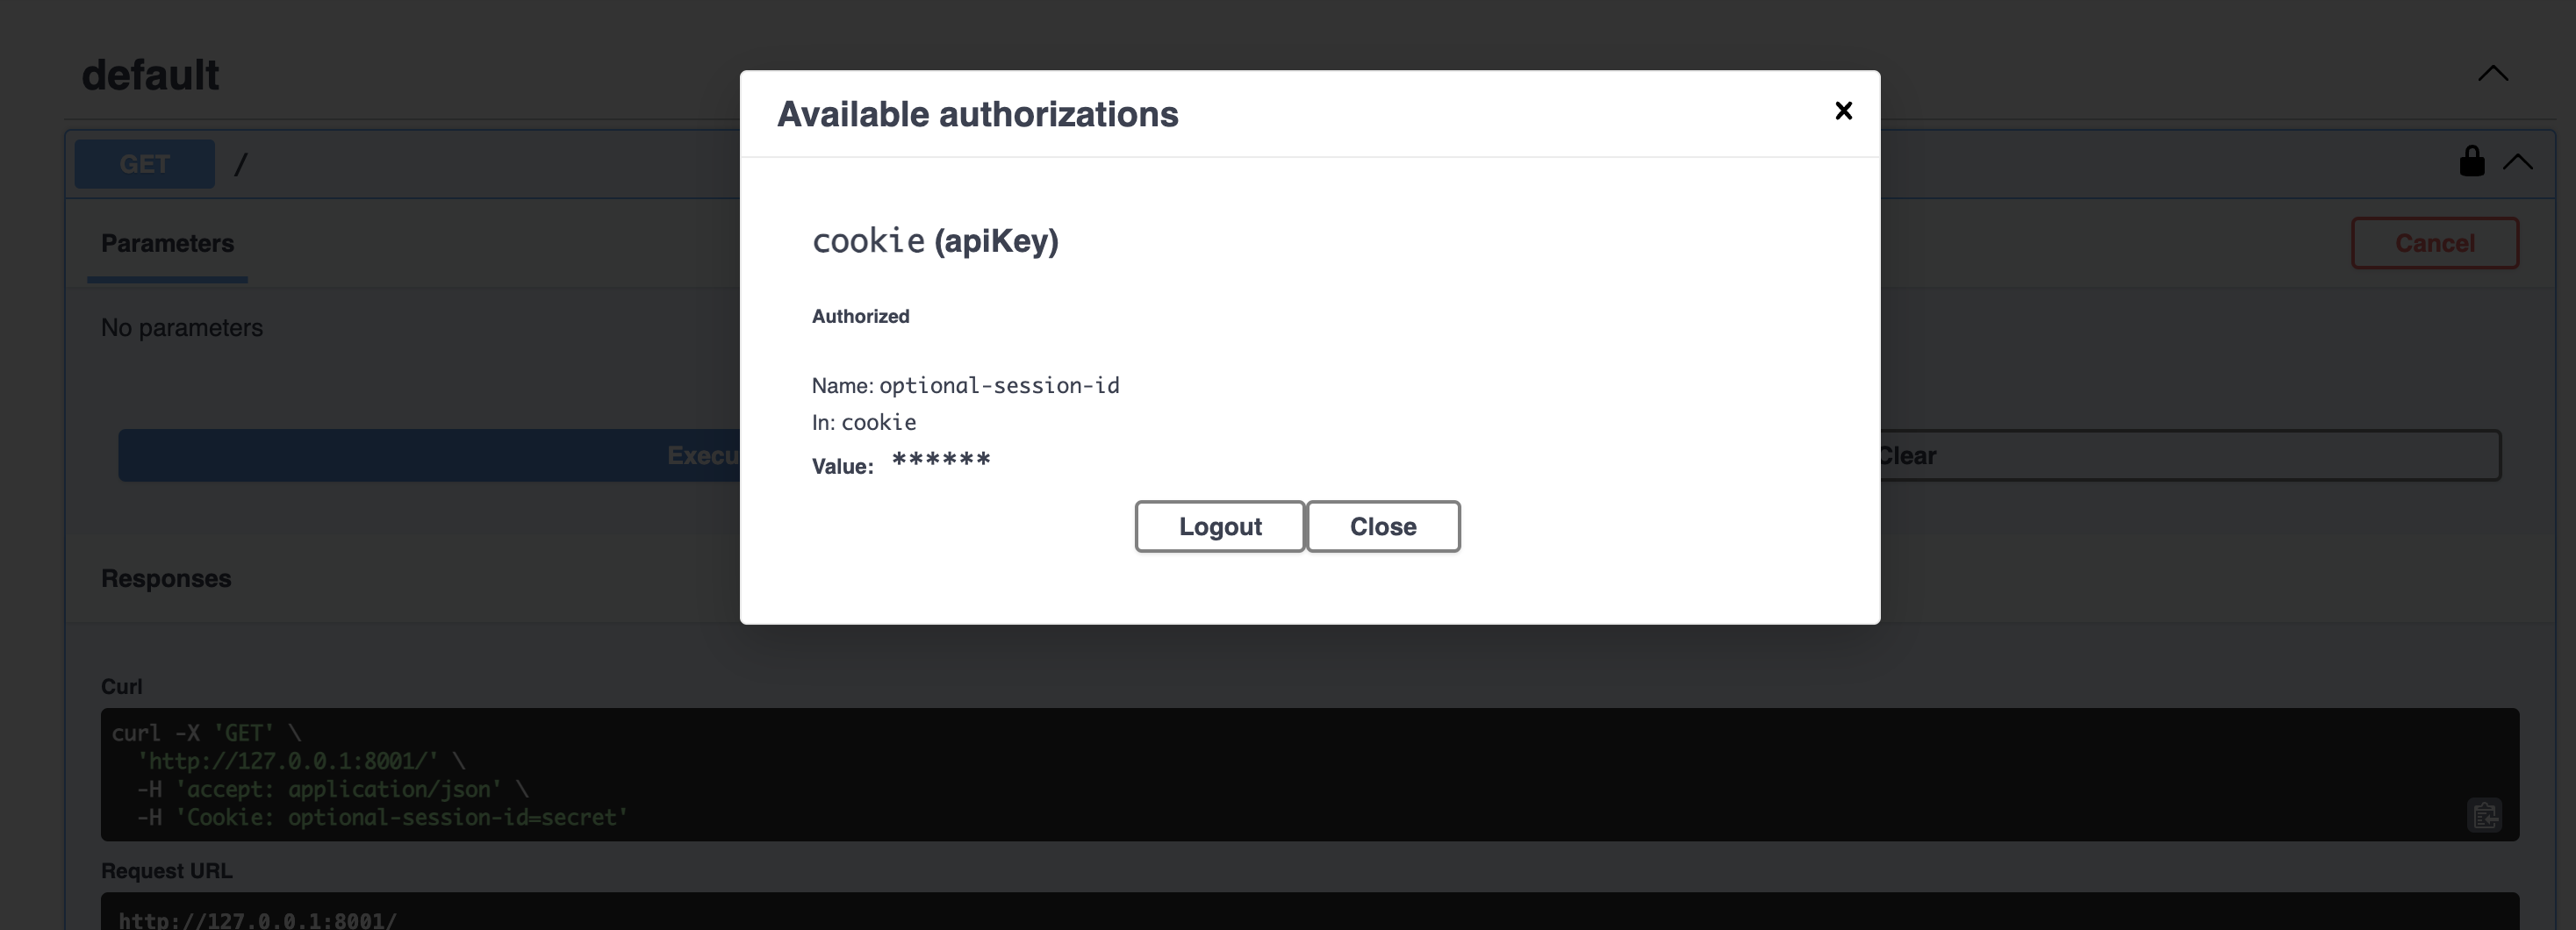 default
GET /
Parameters
Cancel
No parameters
Execu
Clear
Responses
Curl
curl -X 'GET' \
'http://127.0.0.1:8001/' \
-H 'accept: application/json' \
-H 'Cookie: optional-session-id=secret'
Request URL
http://127.0.0.1:8001/
Available authorizations
cookie (apiKey)
Authorized
Name: optional-session-id
In: cookie
Value: ******
Logout Close